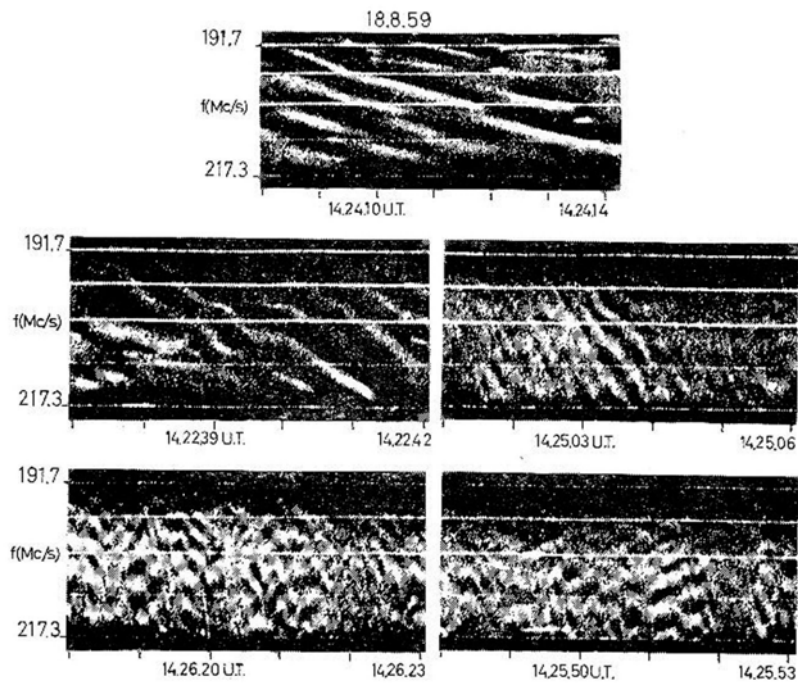 18.8.59
191.7
f(Mc/s)
217.3
14.24.10 U.T. 14.24.14
191.7
f(Mc/s)
217.3
14.22.39 U.T. 14.22.42 14.25.03 U.T. 14.25.06
191.7
f(Mc/s)
217.3
14.26.20 U.T. 14.26.23 14.25.50 U.T. 14.25.53